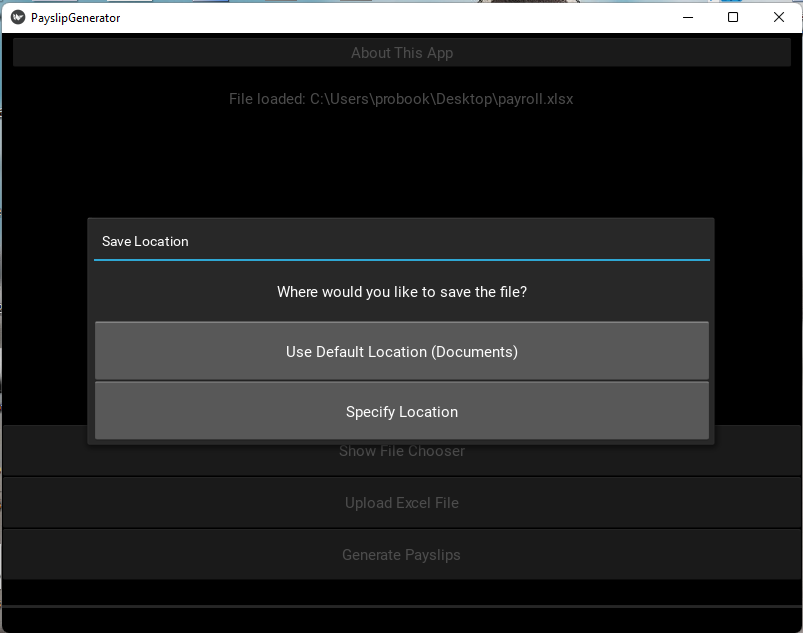 PayslipGenerator
About This App
File loaded: C:\Users\probook\Desktop\payroll.xlsx
Save Location
Where would you like to save the file?
Use Default Location (Documents)
Specify Location
Show File Chooser
Upload Excel File
Generate Payslips